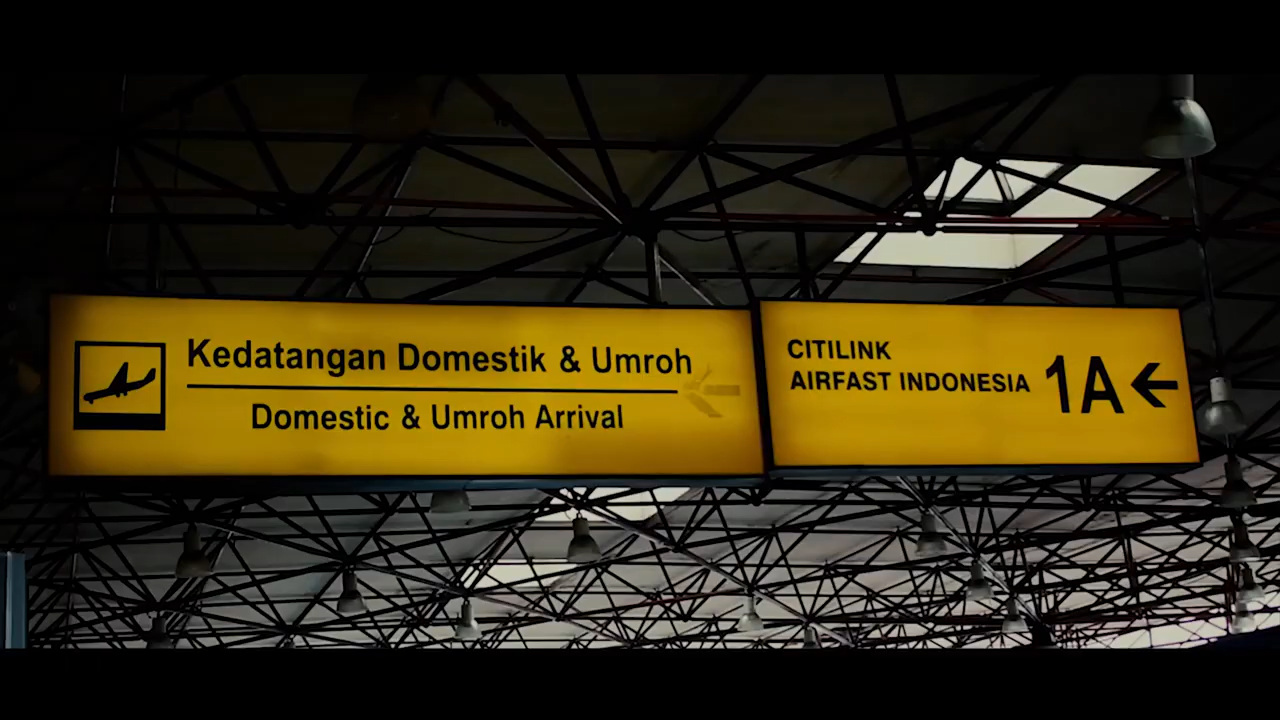 Kedatangan Domestik & Umroh
Domestic & Umroh Arrival
CITILINK
AIRFAST INDONESIA
1A